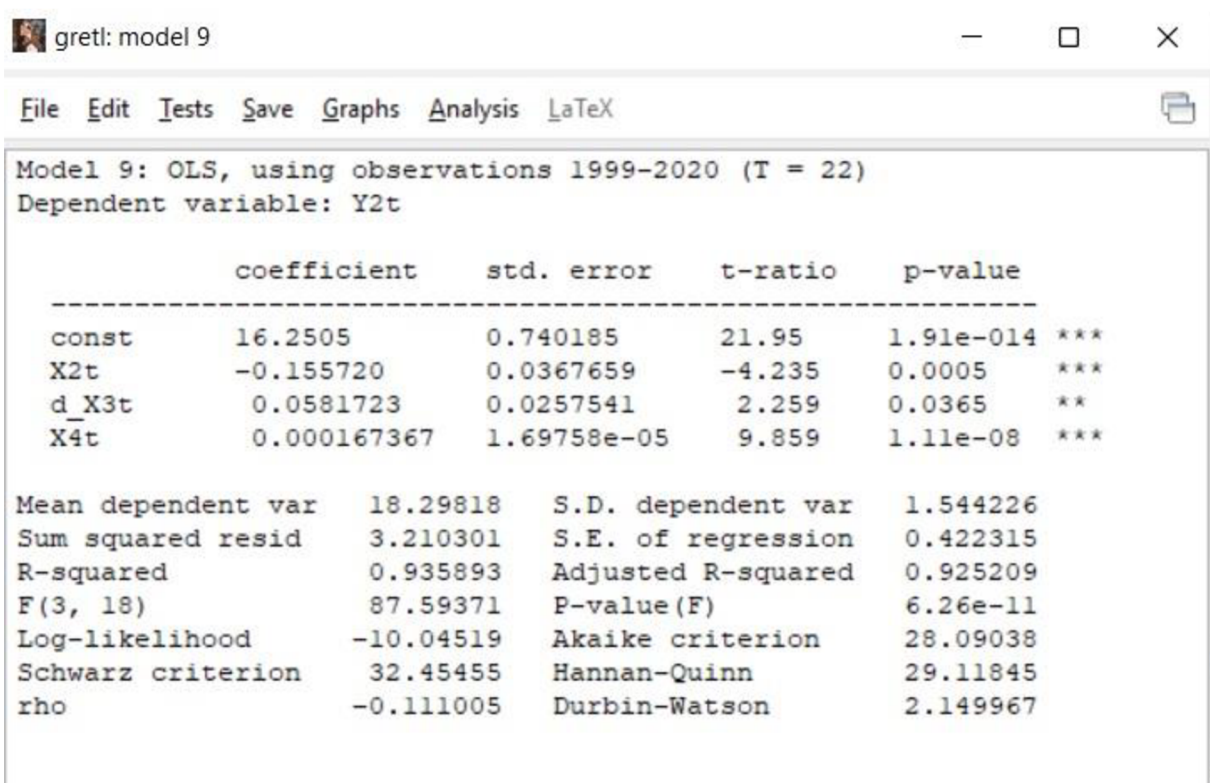 gretl: model 9
File Edit Tests Save Graphs Analysis LaTeX
Model 9: OLS, using observations 1999-2020 (T = 22)
Dependent variable: Y2t
coefficient std. error t-ratio p-value
-----------------------------------------------------------
const 16.2505 0.740185 21.95 1.91e-014 ***
X2t -0.155720 0.0367659 -4.235 0.0005 ***
d_X3t 0.0581723 0.0257541 2.259 0.0365 **
X4t 0.000167367 1.69758e-05 9.859 1.11e-08 ***
Mean dependent var 18.29818 S.D. dependent var 1.544226
Sum squared resid 3.210301 S.E. of regression 0.422315
R-squared 0.935893 Adjusted R-squared 0.925209
F(3, 18) 87.59371 P-value(F) 6.26e-11
Log-likelihood -10.04519 Akaike criterion 28.09038
Schwarz criterion 32.45455 Hannan-Quinn 29.11845
rho -0.111005 Durbin-Watson 2.149967